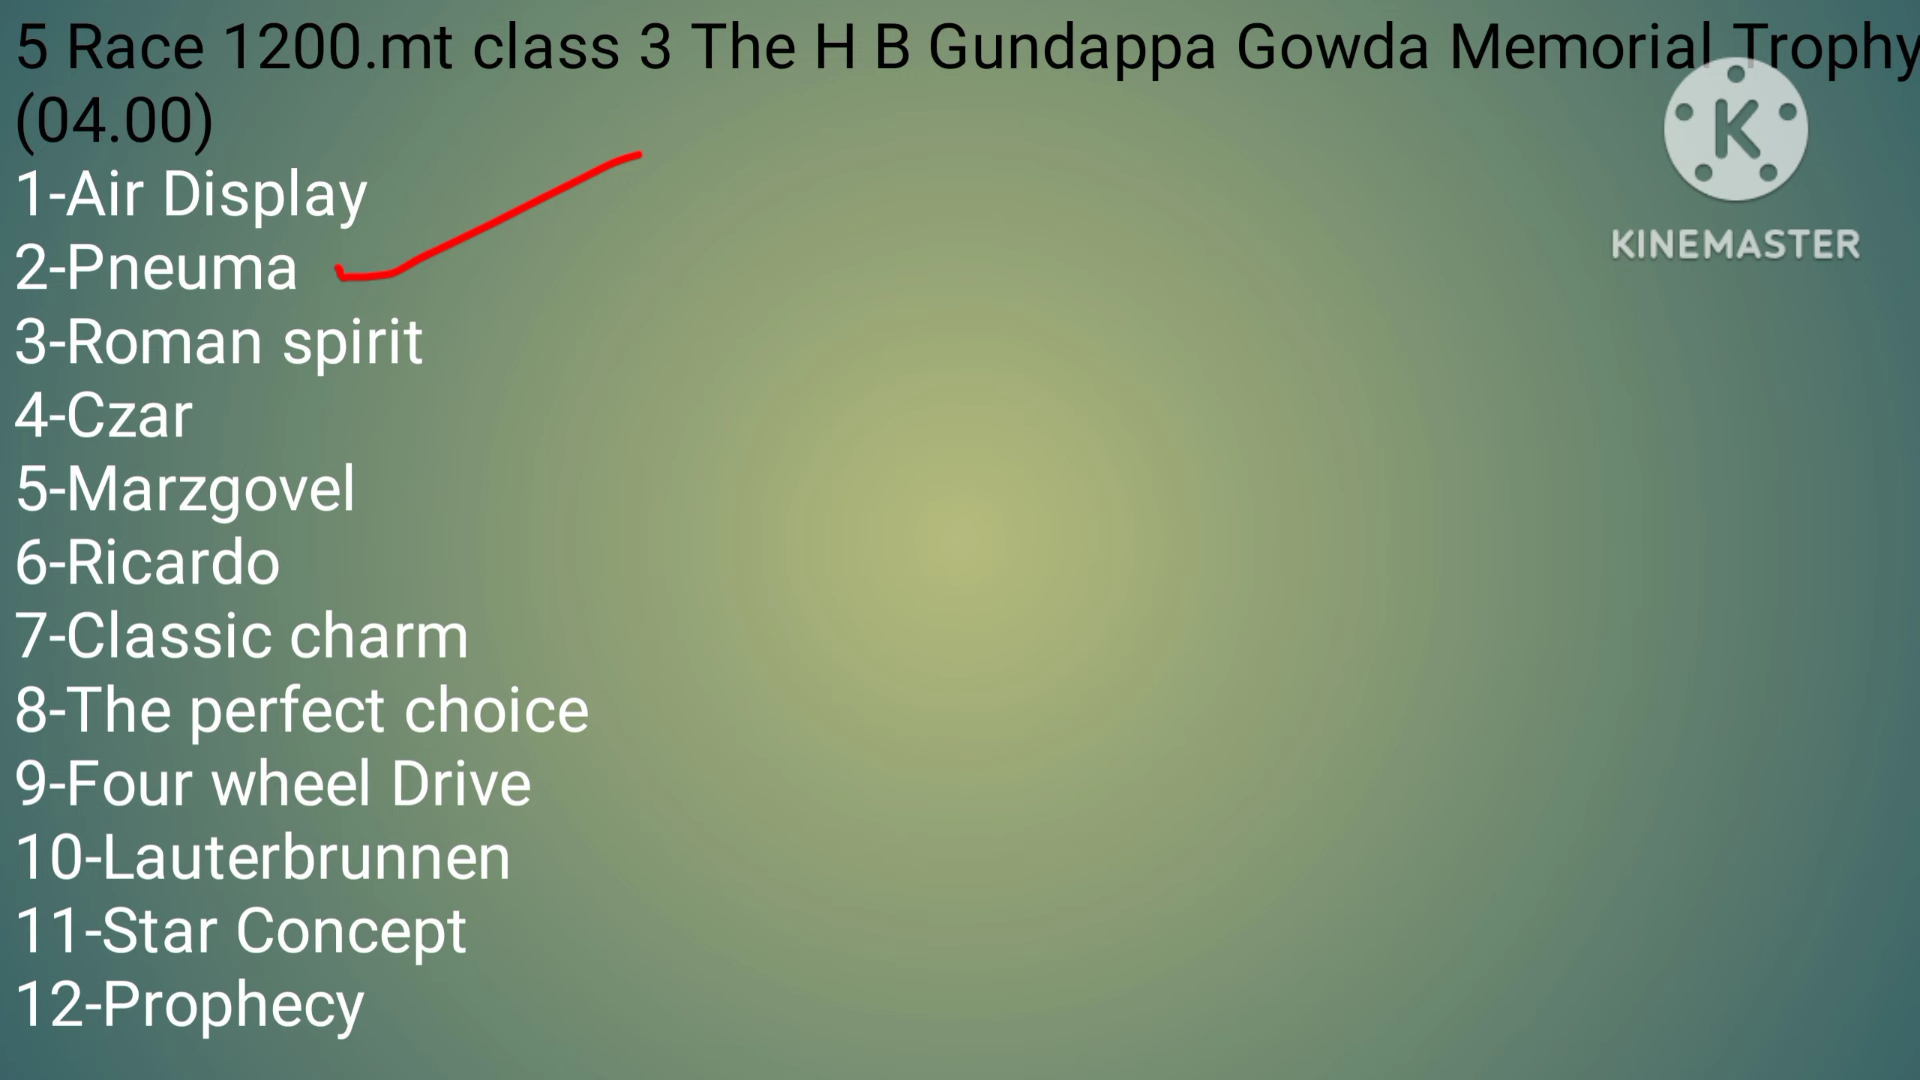 5 Race 1200.mt class 3 The H B Gundappa Gowda Memorial Trophy
(04.00)
1-Air Display
2-Pneuma
3-Roman spirit
4-Czar
5-Marzgovel
6-Ricardo
7-Classic charm
8-The perfect choice
9-Four wheel Drive
10-Lauterbrunnen
11-Star Concept
12-Prophecy
K
KINEMASTER